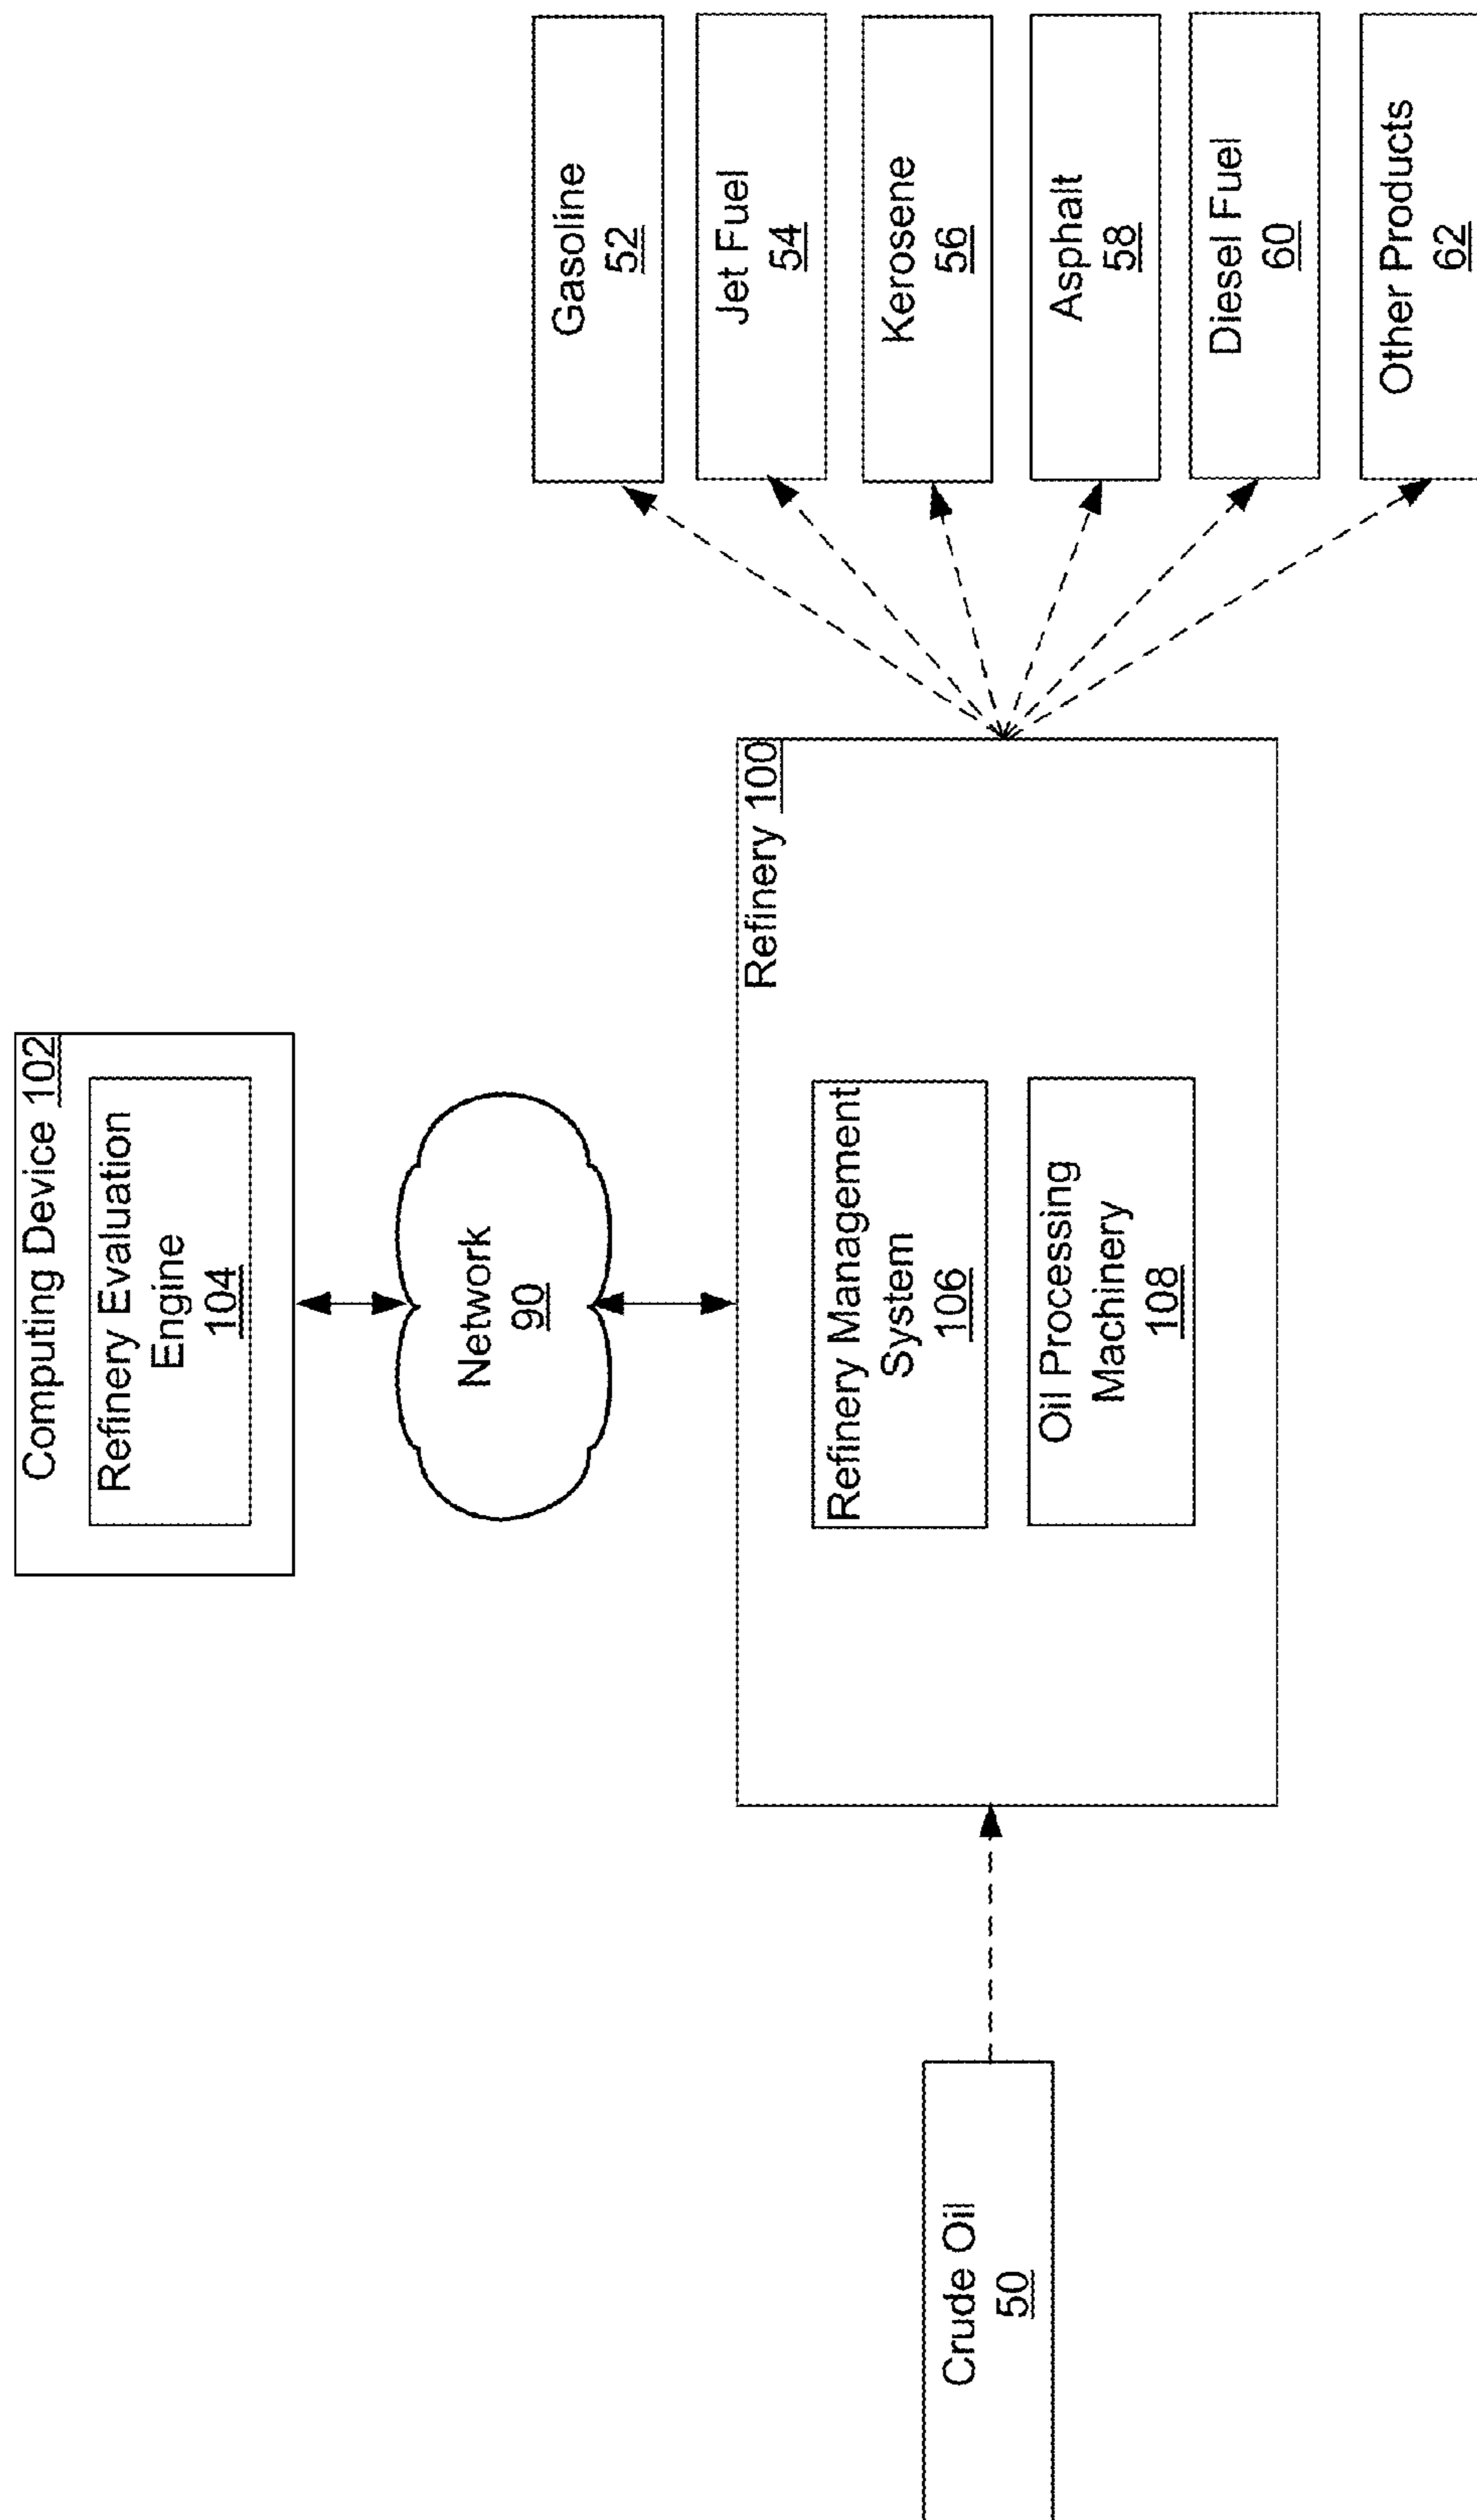 Computing Device 102
Refinery Evaluation
Engine
104
Network
90
Refinery 100
Refinery Management
System
106
Oil Processing
Machinery
108
Crude Oil
50
Gasoline
52
Jet Fuel
54
Kerosene
56
Asphalt
58
Diesel Fuel
60
Other Products
62